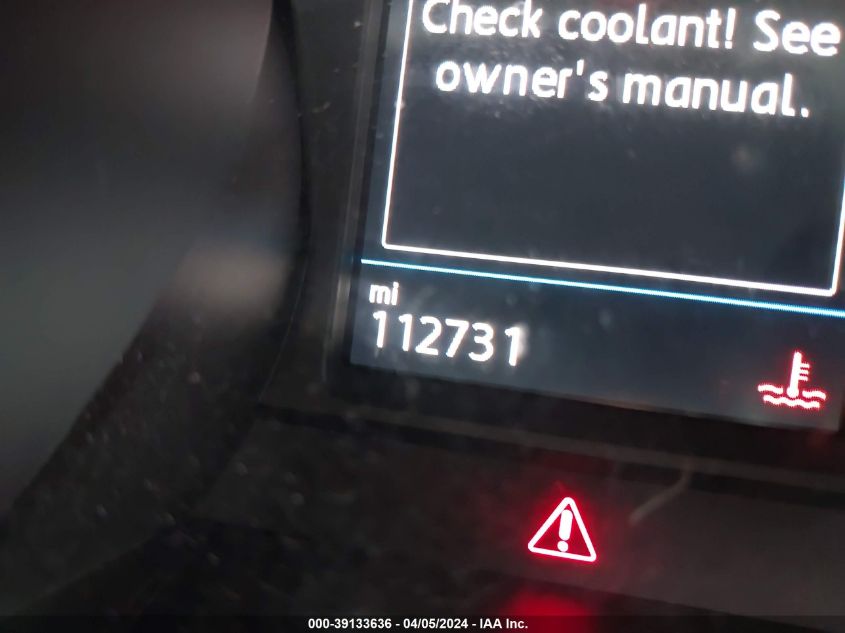 Check coolant! See
owner's manual.
mi
112731
000-39133636 - 04/05/2024 - IAA Inc.